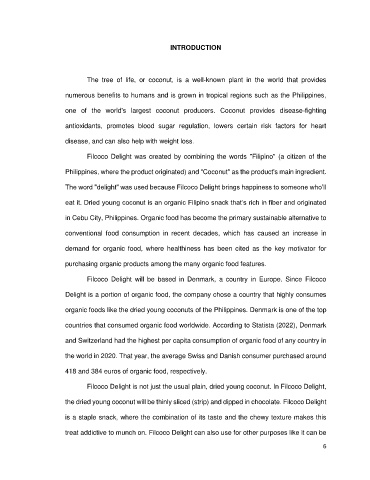 INTRODUCTION
The tree of life, or coconut, is a well-known plant in the world that provides
numerous benefits to humans and is grown in tropical regions such as the Philippines,
one of the world's largest coconut producers. Coconut provides disease-fighting
antioxidants, promotes blood sugar regulation, lowers certain risk factors for heart
disease, and can also help with weight loss.
Filcoco Delight was created by combining the words "Filipino" (a citizen of the
Philippines, where the product originated) and "Coconut" as the product's main ingredient.
The word "delight" was used because Filcoco Delight brings happiness to someone who'll
eat it. Dried young coconut is an organic Filipino snack that's rich in fiber and originated
in Cebu City, Philippines. Organic food has become the primary sustainable alternative to
conventional food consumption in recent decades, which has caused an increase in
demand for organic food, where healthiness has been cited as the key motivator for
purchasing organic products among the many organic food features.
Filcoco Delight will be based in Denmark, a country in Europe. Since Filcoco
Delight is a portion of organic food, the company chose a country that highly consumes
organic foods like the dried young coconuts of the Philippines. Denmark is one of the top
countries that consumed organic food worldwide. According to Statista (2022), Denmark
and Switzerland had the highest per capita consumption of organic food of any country in
the world in 2020. That year, the average Swiss and Danish consumer purchased around
418 and 384 euros of organic food, respectively.
Filcoco Delight is not just the usual plain, dried young coconut. In Filcoco Delight,
the dried young coconut will be thinly sliced (strip) and dipped in chocolate. Filcoco Delight
is a staple snack, where the combination of its taste and the chewy texture makes this
treat addictive to munch on. Filcoco Delight can also use for other purposes like it can be
6